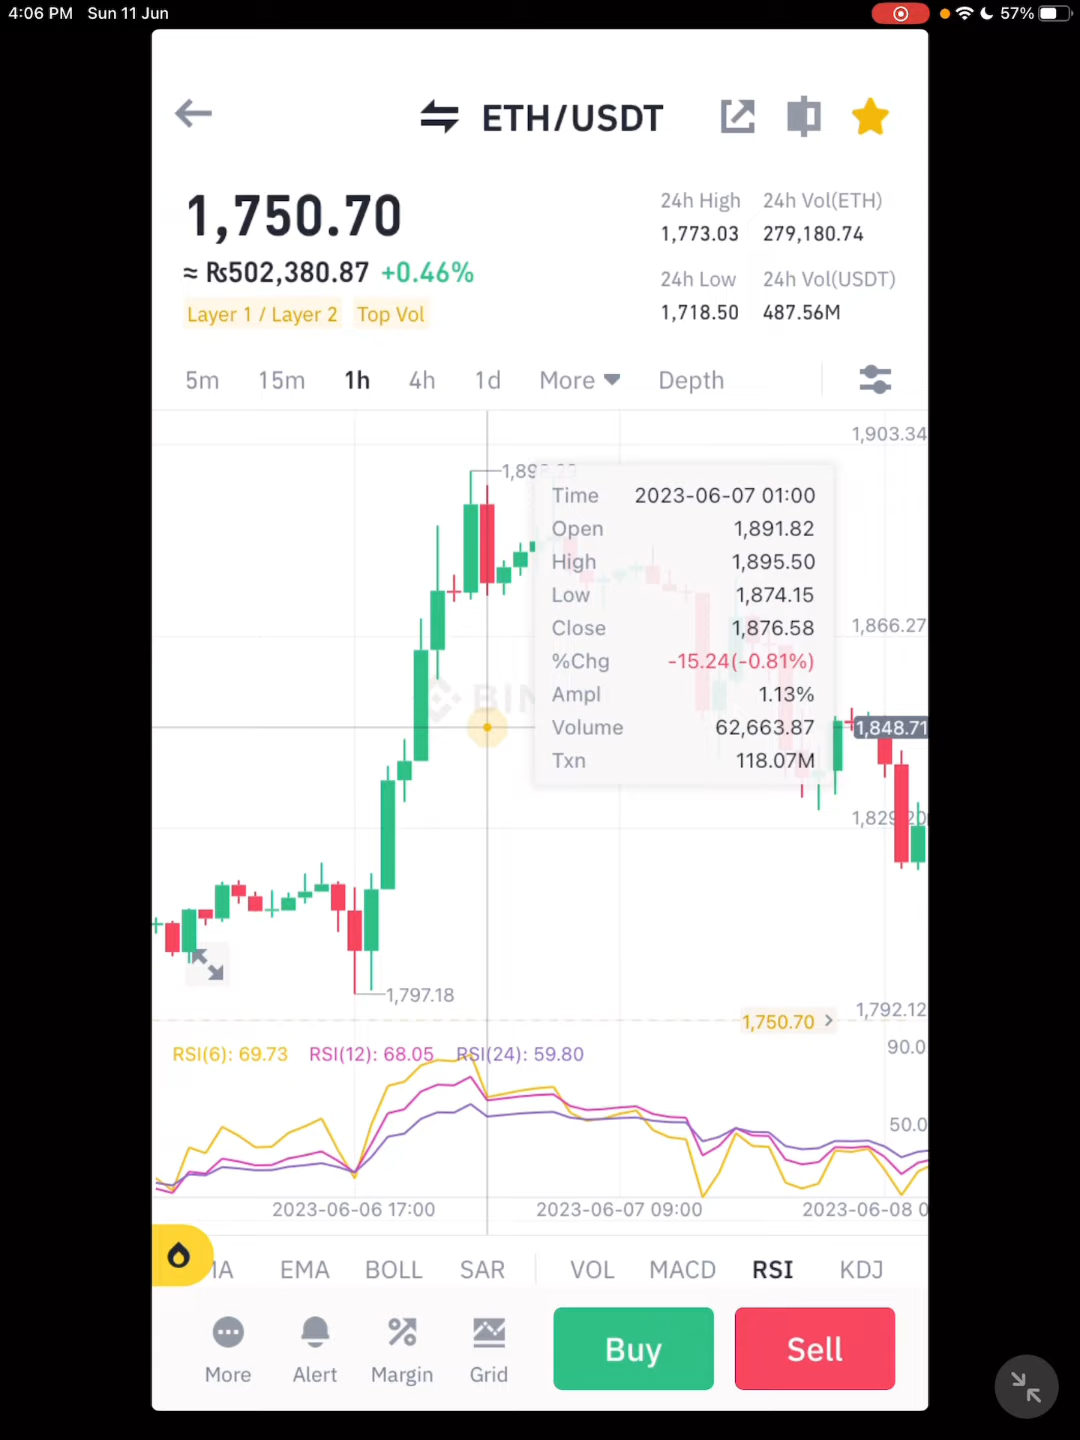 4:06 PM Sun 11 Jun 57%
ETH/USDT
1,750.70
≈ Rs502,380.87 +0.46%
Layer 1 / Layer 2 Top Vol
24h High 24h Vol(ETH)
1,773.03 279,180.74
24h Low 24h Vol(USDT)
1,718.50 487.56M
5m 15m 1h 4h 1d More Depth
1,903.34
Time 2023-06-07 01:00
Open 1,891.82
High 1,895.50
Low 1,874.15
Close 1,876.58
%Chg -15.24(-0.81%)
Ampl 1.13%
Volume 62,663.87
Txn 118.07M
1,866.27
1,848.71
1,829.20
1,797.18
1,792.12
1,750.70
RSI(6): 69.73 RSI(12): 68.05 RSI(24): 59.80
90.0
50.0
2023-06-06 17:00 2023-06-07 09:00 2023-06-08 0
EMA BOLL SAR VOL MACD RSI KDJ
More Alert Margin Grid Buy Sell